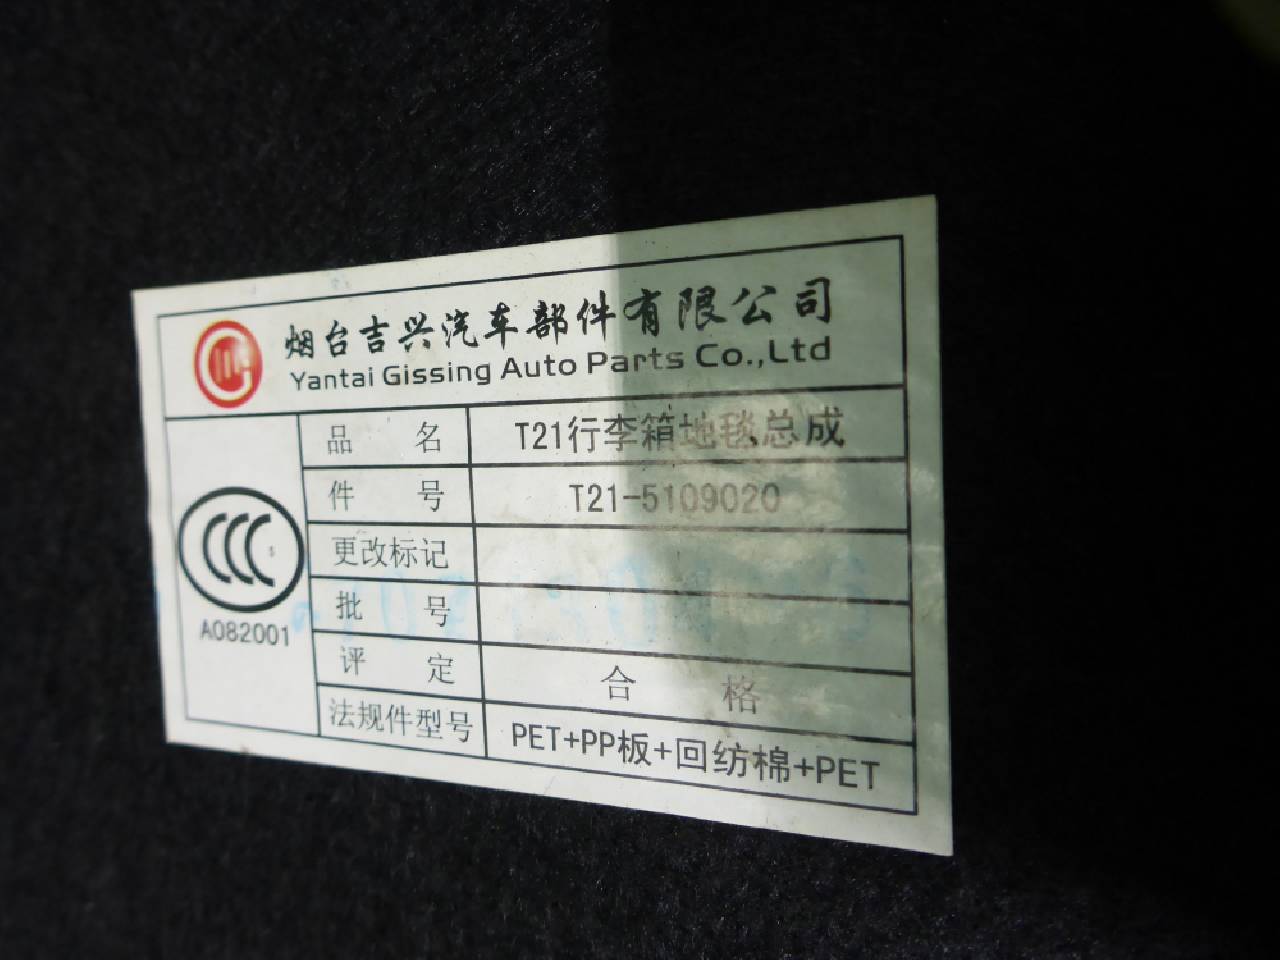 烟台吉兴汽车部件有限公司
Yantai Gissing Auto Parts Co.,Ltd
品 名 T21行李箱地毯总成
件 号 T21-5109020
更改标记
批 号
评 定 合 格
法规件型号 PET+PP板+回纺棉+PET
CCC S
A082001